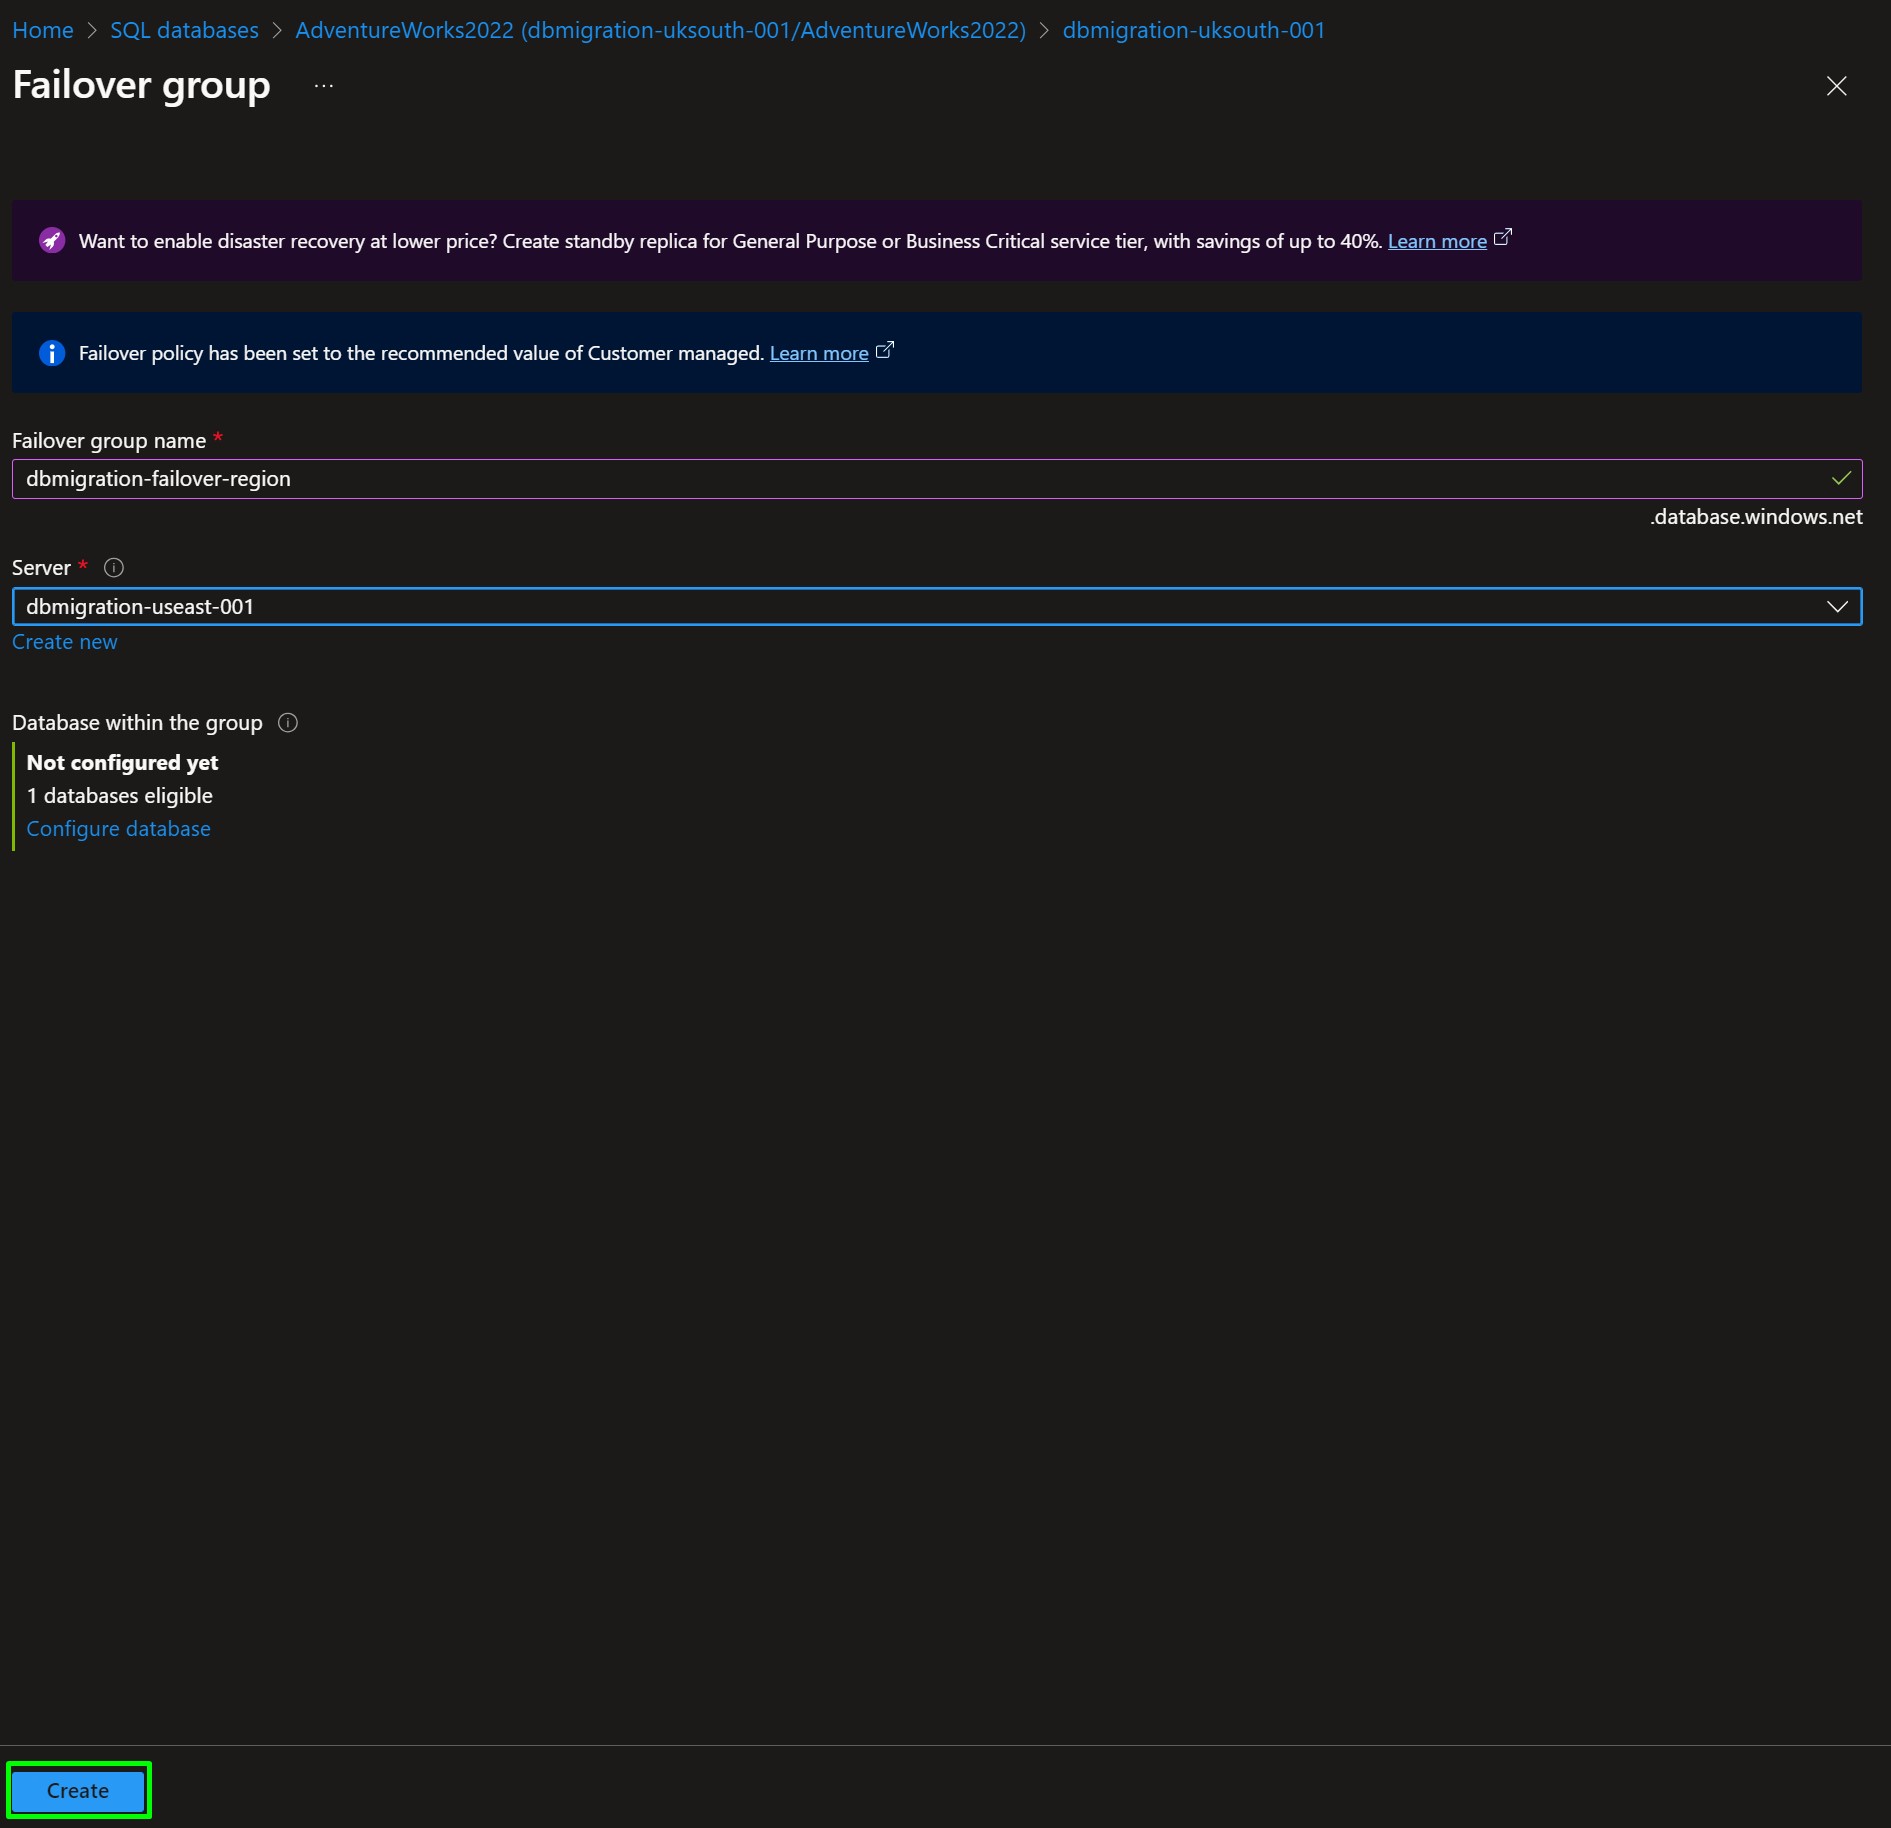 Home > SQL databases > AdventureWorks2022 (dbmigration-uksouth-001/AdventureWorks2022) > dbmigration-uksouth-001
Failover group ...
Want to enable disaster recovery at lower price? Create standby replica for General Purpose or Business Critical service tier, with savings of up to 40%. Learn more
Failover policy has been set to the recommended value of Customer managed. Learn more
Failover group name *
dbmigration-failover-region
.database.windows.net
Server *
dbmigration-useast-001
Create new
Database within the group
Not configured yet
1 databases eligible
Configure database
Create